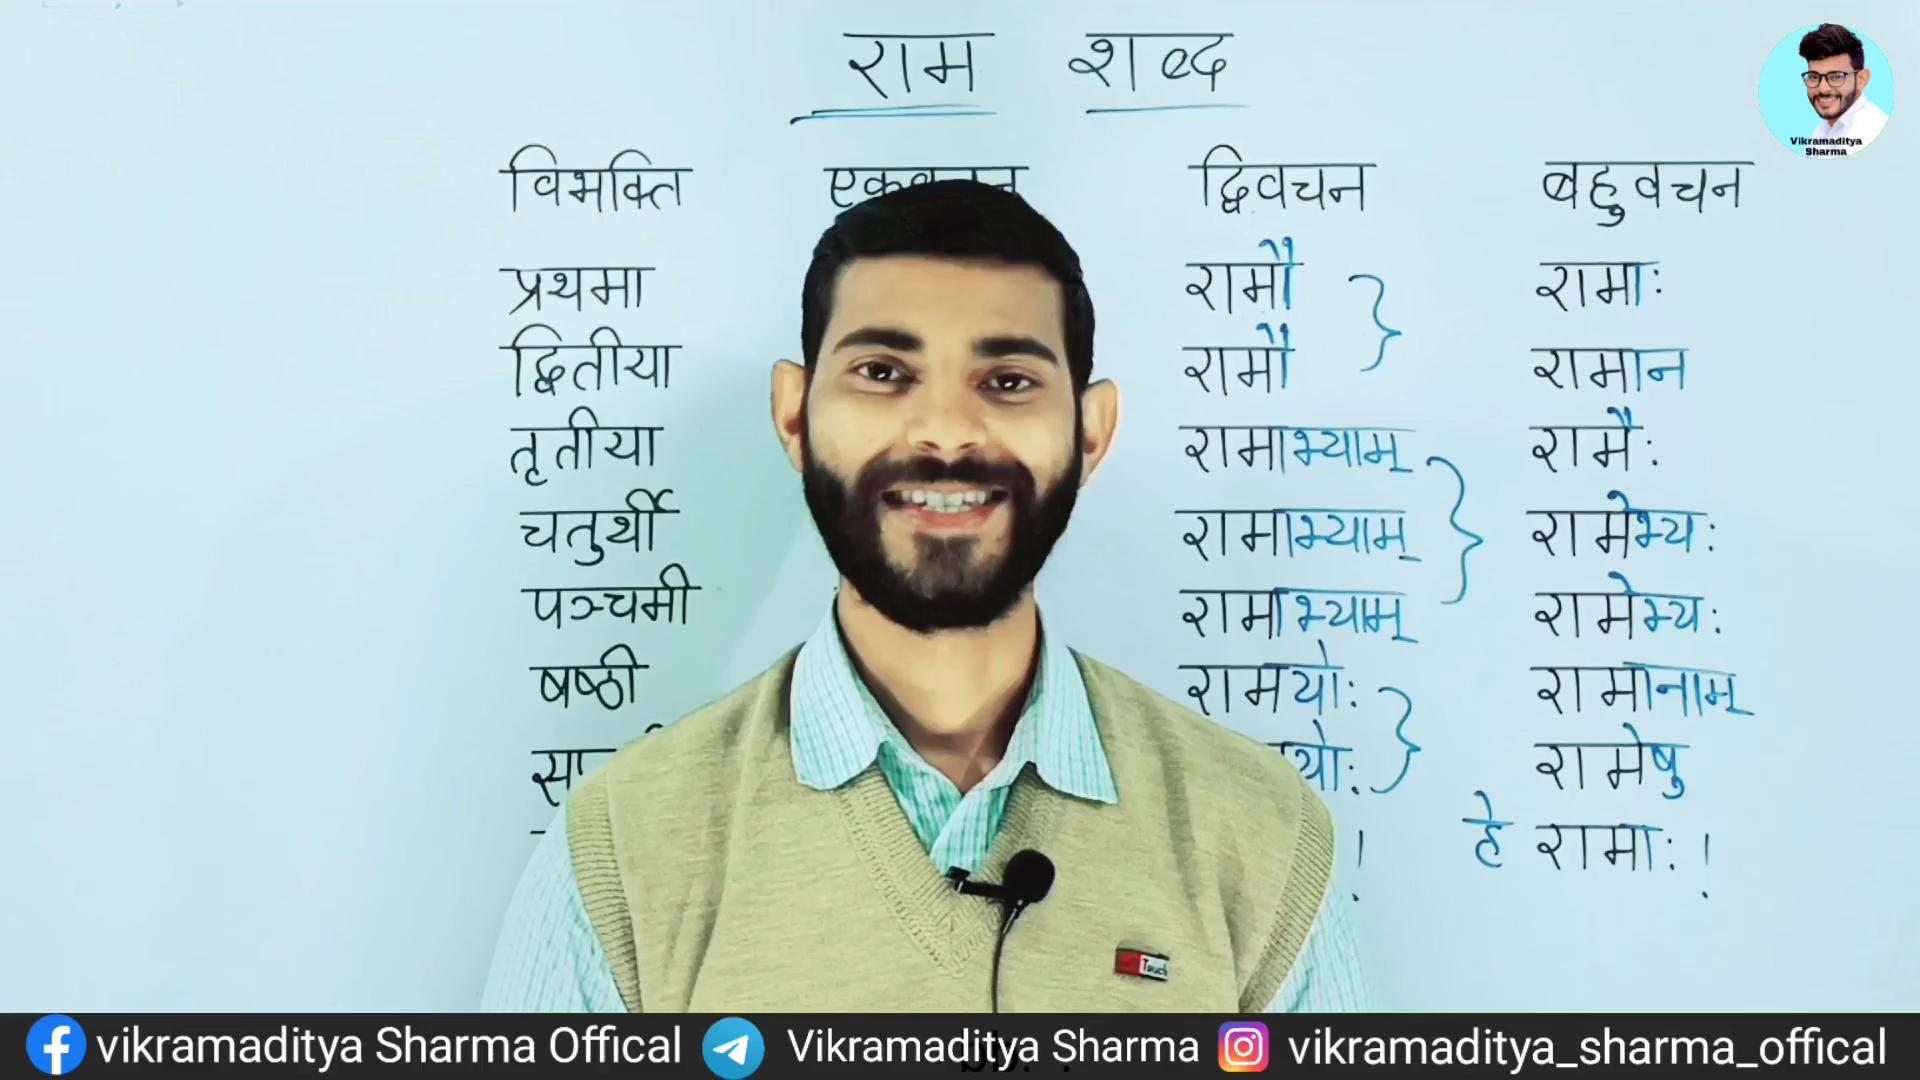 राम शब्द
Vikramaditya
Sharma
विभक्ति द्विवचन बहुवचन
प्रथमा रामौ रामाः
द्वितीया रामौ रामान
तृतीया रामाभ्याम् रामैः
चतुर्थी रामाभ्याम् रामेभ्यः
पञ्चमी रामाभ्याम् रामेभ्यः
षष्ठी रामयोः रामानाम्
योः रामेषु
! हे रामाः !
Touch
vikramaditya Sharma Offical Vikramaditya Sharma vikramaditya_sharma_offical